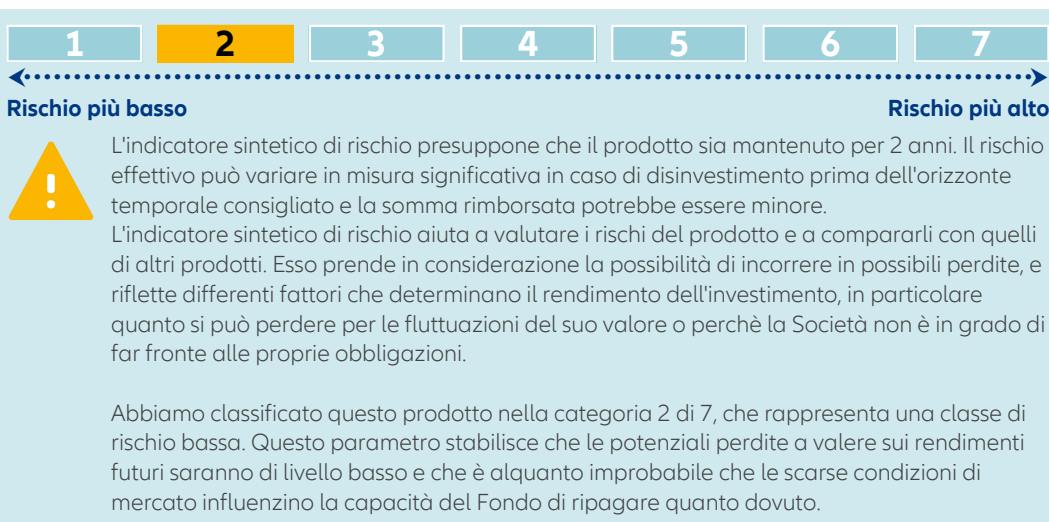 1 2 3 4 5 6 7
Rischio più basso Rischio più alto
L'indicatore sintetico di rischio presuppone che il prodotto sia mantenuto per 2 anni. Il rischio
effettivo può variare in misura significativa in caso di disinvestimento prima dell'orizzonte
temporale consigliato e la somma rimborsata potrebbe essere minore.
L'indicatore sintetico di rischio aiuta a valutare i rischi del prodotto e a compararli con quelli
di altri prodotti. Esso prende in considerazione la possibilità di incorrere in possibili perdite, e
riflette differenti fattori che determinano il rendimento dell'investimento, in particolare
quanto si può perdere per le fluttuazioni del suo valore o perchè la Società non è in grado di
far fronte alle proprie obbligazioni.
Abbiamo classificato questo prodotto nella categoria 2 di 7, che rappresenta una classe di
rischio bassa. Questo parametro stabilisce che le potenziali perdite a valere sui rendimenti
futuri saranno di livello basso e che è alquanto improbabile che le scarse condizioni di
mercato influenzino la capacità del Fondo di ripagare quanto dovuto.